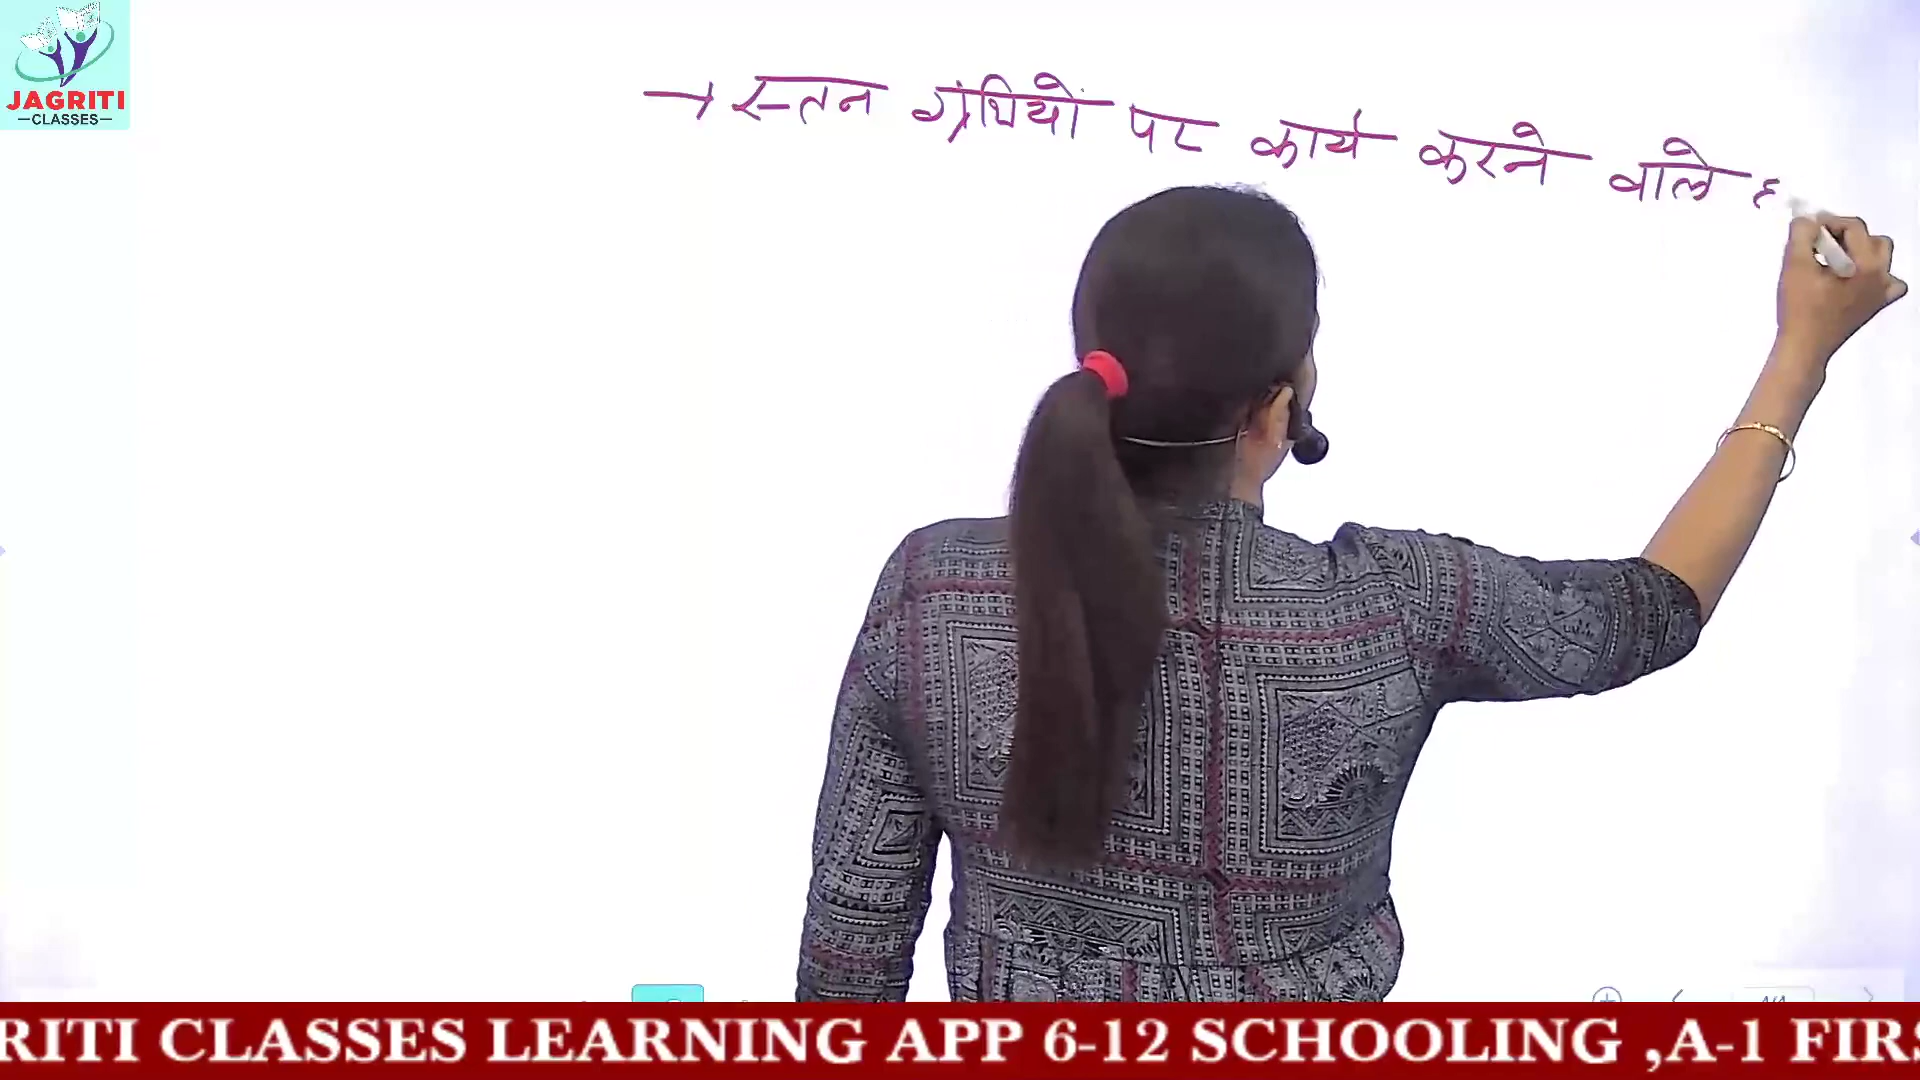 JAGRITI
CLASSES
→ स्तन ग्रंथियों पर कार्य करने वाले
RITI CLASSES LEARNING APP 6-12 SCHOOLING ,A-1 FIRS